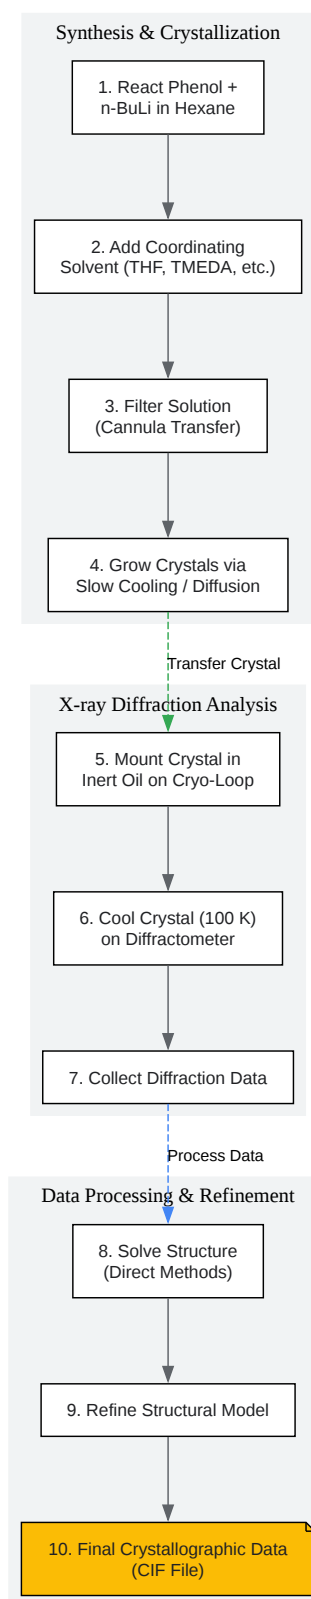 Synthesis & Crystallization
1. React Phenol +
n-BuLi in Hexane
2. Add Coordinating
Solvent (THF, TMEDA, etc.)
3. Filter Solution
(Cannula Transfer)
4. Grow Crystals via
Slow Cooling / Diffusion
Transfer Crystal
X-ray Diffraction Analysis
5. Mount Crystal in
Inert Oil on Cryo-Loop
6. Cool Crystal (100 K)
on Diffractometer
7. Collect Diffraction Data
Process Data
Data Processing & Refinement
8. Solve Structure
(Direct Methods)
9. Refine Structural Model
10. Final Crystallographic Data
(CIF File)